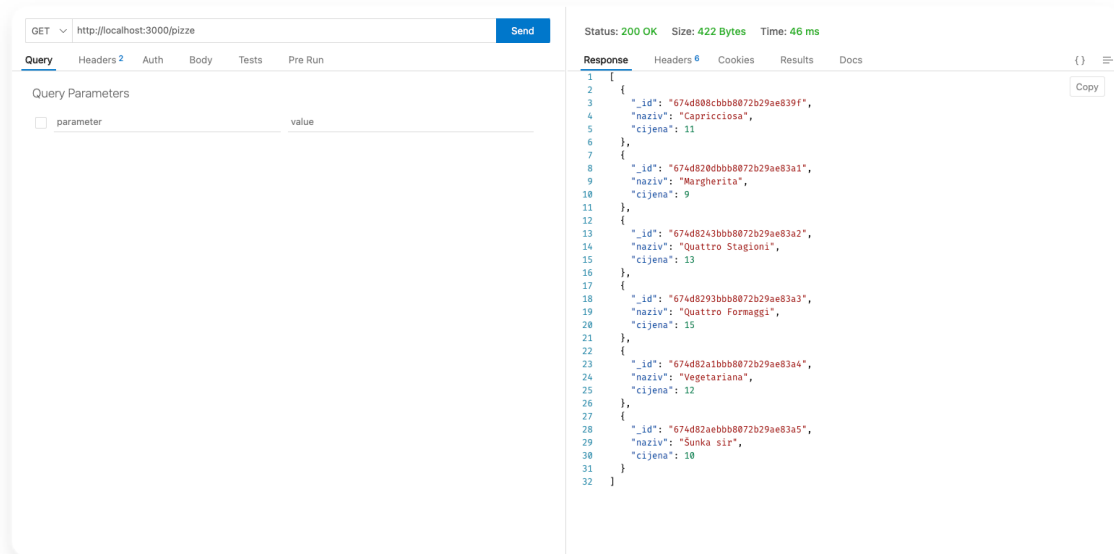 GET http://localhost:3000/pizze Send
Query Headers 2 Auth Body Tests Pre Run
Query Parameters
parameter value
Status: 200 OK Size: 422 Bytes Time: 46 ms
Response Headers 6 Cookies Results Docs { }
Copy
1 [
2 {
3 "_id": "674d808cbbb8072b29ae839f",
4 "naziv": "Capricciosa",
5 "cijena": 11
6 },
7 {
8 "_id": "674d820dbbb8072b29ae83a1",
9 "naziv": "Margherita",
10 "cijena": 9
11 },
12 {
13 "_id": "674d8243bbb8072b29ae83a2",
14 "naziv": "Quattro Stagioni",
15 "cijena": 13
16 },
17 {
18 "_id": "674d8293bbb8072b29ae83a3",
19 "naziv": "Quattro Formaggi",
20 "cijena": 15
21 },
22 {
23 "_id": "674d82a1bbb8072b29ae83a4",
24 "naziv": "Vegetariana",
25 "cijena": 12
26 },
27 {
28 "_id": "674d82aebbb8072b29ae83a5",
29 "naziv": "Šunka sir",
30 "cijena": 10
31 }
32 ]